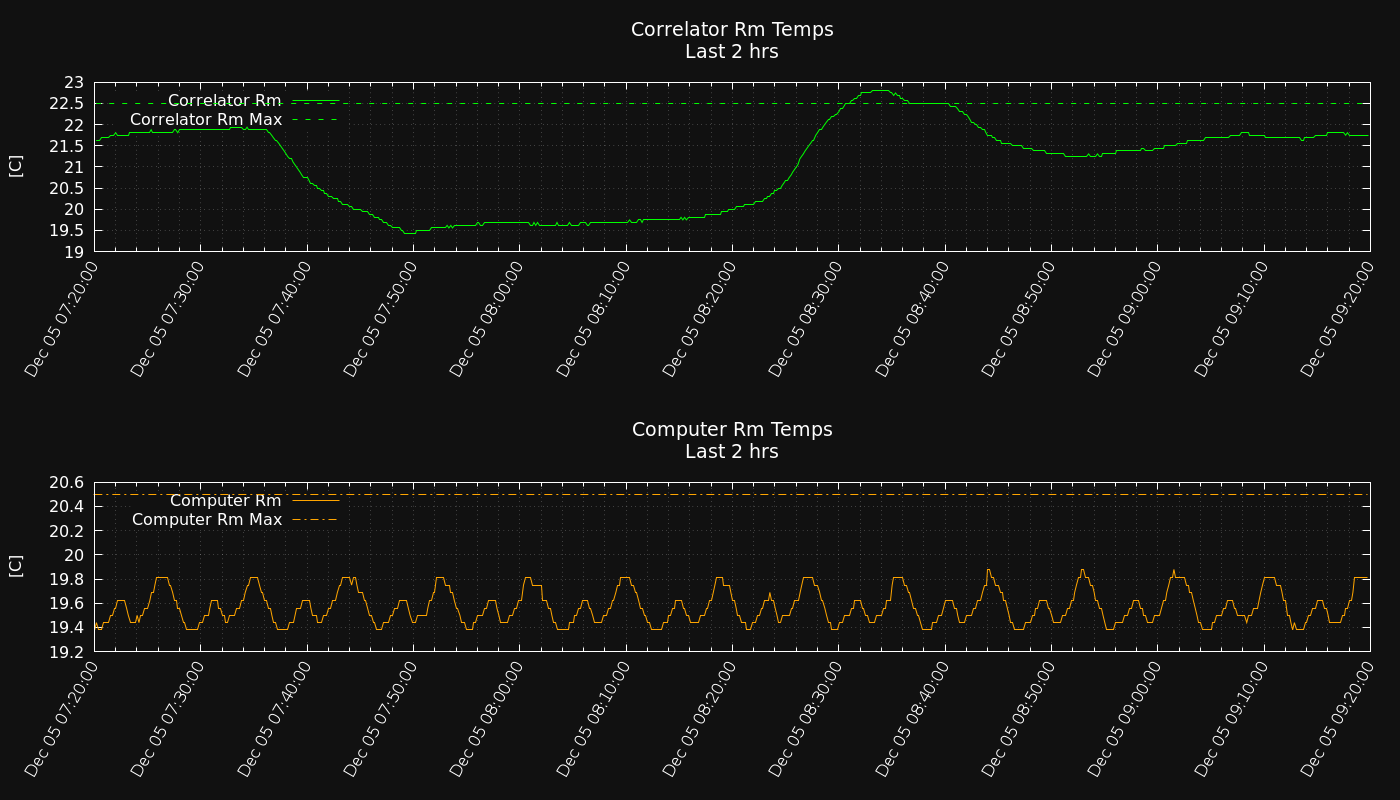 Correlator Rm Temps
Last 2 hrs
23
22.5
22
21.5
21
20.5
20
19.5
19
[C]
Correlator Rm
Correlator Rm Max
Dec 05 07:20:00
Dec 05 07:30:00
Dec 05 07:40:00
Dec 05 07:50:00
Dec 05 08:00:00
Dec 05 08:10:00
Dec 05 08:20:00
Dec 05 08:30:00
Dec 05 08:40:00
Dec 05 08:50:00
Dec 05 09:00:00
Dec 05 09:10:00
Dec 05 09:20:00
Computer Rm Temps
Last 2 hrs
20.6
20.4
20.2
20
19.8
19.6
19.4
19.2
[C]
Computer Rm
Computer Rm Max
Dec 05 07:20:00
Dec 05 07:30:00
Dec 05 07:40:00
Dec 05 07:50:00
Dec 05 08:00:00
Dec 05 08:10:00
Dec 05 08:20:00
Dec 05 08:30:00
Dec 05 08:40:00
Dec 05 08:50:00
Dec 05 09:00:00
Dec 05 09:10:00
Dec 05 09:20:00